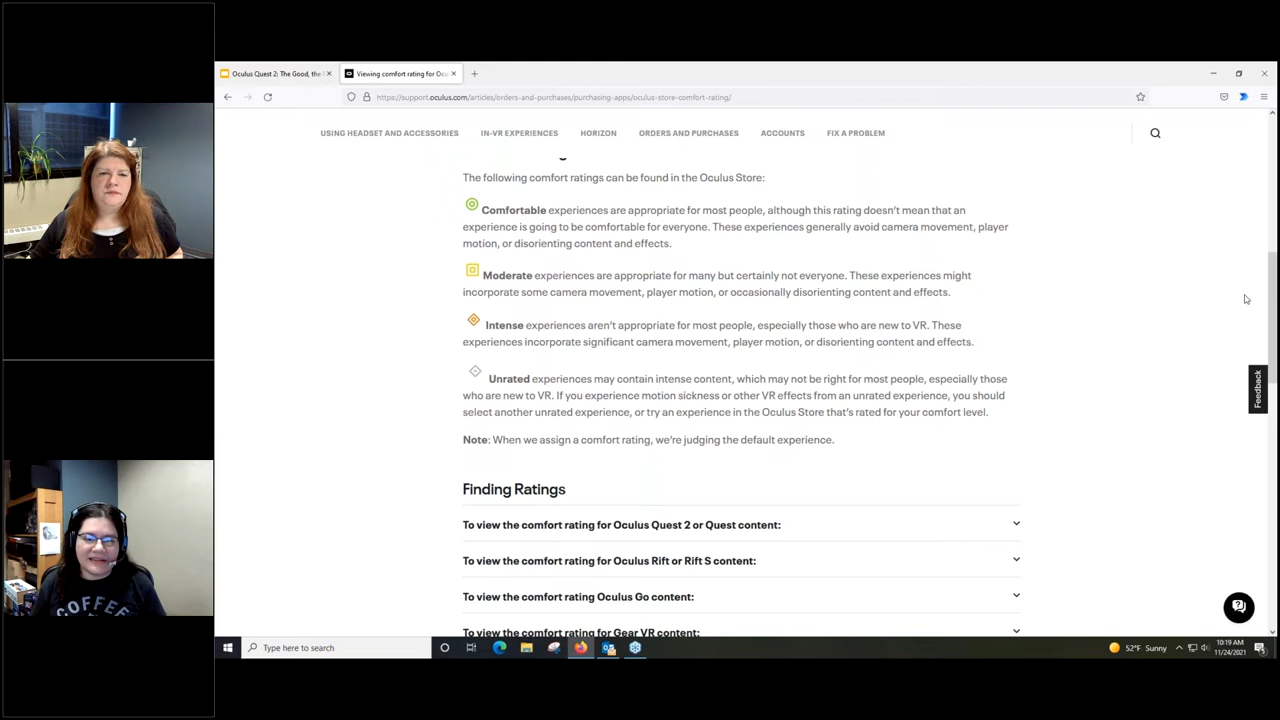 Oculus Quest 2: The Good, the
Viewing comfort rating for Ocu
https://support.oculus.com/articles/orders-and-purchases/purchasing-apps/oculus-store-comfort-rating/
USING HEADSET AND ACCESSORIES IN-VR EXPERIENCES HORIZON ORDERS AND PURCHASES ACCOUNTS FIX A PROBLEM
The following comfort ratings can be found in the Oculus Store:
Comfortable experiences are appropriate for most people, although this rating doesn't mean that an
experience is going to be comfortable for everyone. These experiences generally avoid camera movement, player
motion, or disorienting content and effects.
Moderate experiences are appropriate for many but certainly not everyone. These experiences might
incorporate some camera movement, player motion, or occasionally disorienting content and effects.
Intense experiences aren't appropriate for most people, especially those who are new to VR. These
experiences incorporate significant camera movement, player motion, or disorienting content and effects.
Unrated experiences may contain intense content, which may not be right for most people, especially those
who are new to VR. If you experience motion sickness or other VR effects from an unrated experience, you should
select another unrated experience, or try an experience in the Oculus Store that's rated for your comfort level.
Note: When we assign a comfort rating, we're judging the default experience.
Feedback
Finding Ratings
To view the comfort rating for Oculus Quest 2 or Quest content:
To view the comfort rating for Oculus Rift or Rift S content:
To view the comfort rating Oculus Go content:
To view the comfort rating for Gear VR content:
COFFEE
Type here to search
52°F Sunny
10:19 AM
11/24/2021